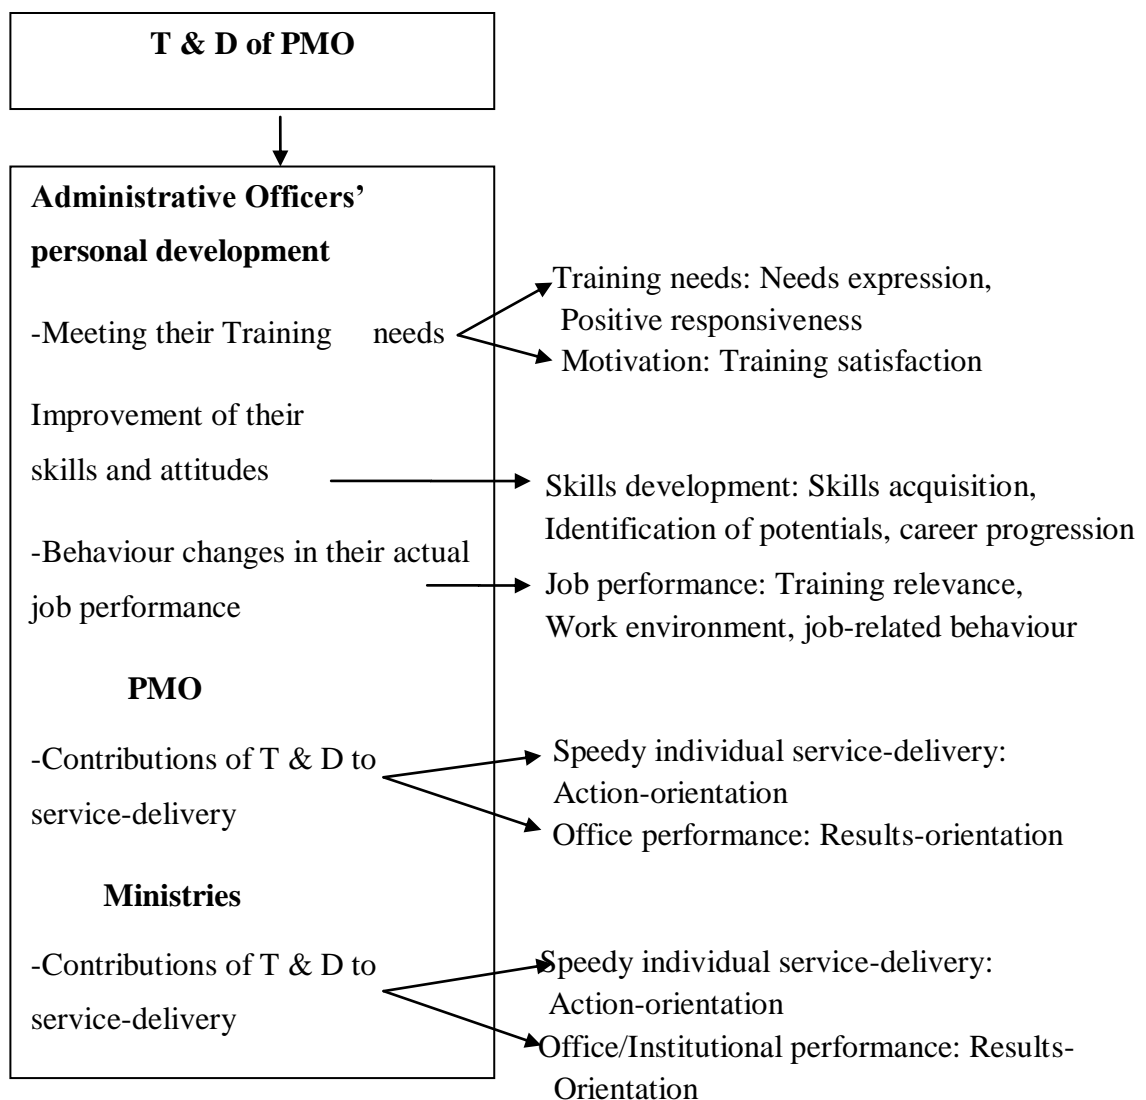 T & D of PMO
Administrative Officers’
personal development
-Meeting their Training needs
Training needs: Needs expression,
Positive responsiveness
Motivation: Training satisfaction
Improvement of their
skills and attitudes
Skills development: Skills acquisition,
Identification of potentials, career progression
-Behaviour changes in their actual
job performance
Job performance: Training relevance,
Work environment, job-related behaviour
PMO
-Contributions of T & D to
service-delivery
Speedy individual service-delivery:
Action-orientation
Office performance: Results-orientation
Ministries
-Contributions of T & D to
service-delivery
Speedy individual service-delivery:
Action-orientation
Office/Institutional performance: Results-
Orientation